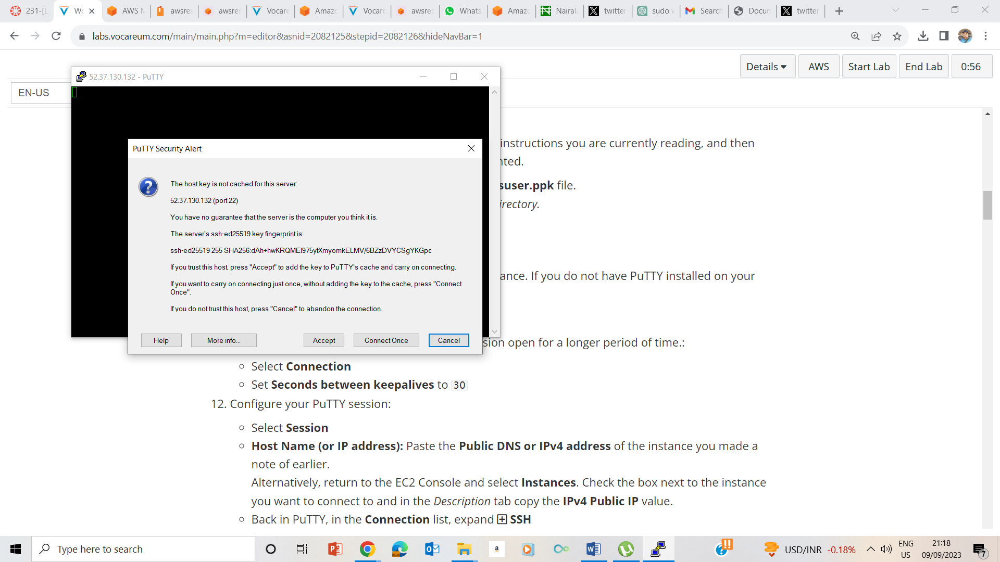 231-[L
Wo
AWS M
awsres
awsres
Vocare
Amazo
Vocare
awsres
Whats
Amazo
Nairala
twitter
sudo v
Search
Docum
twitter
labs.vocareum.com/main/main.php?m=editor&asnid=2082125&stepid=2082126&hideNavBar=1
Details
AWS
Start Lab
End Lab
0:56
EN-US
52.37.130.132 - PuTTY
instructions you are currently reading, and then
nted.
suser.ppk file.
irectory.
ance. If you do not have PuTTY installed on your
sion open for a longer period of time.:
PuTTY Security Alert
The host key is not cached for this server:
52.37.130.132 (port 22)
You have no guarantee that the server is the computer you think it is.
The server's ssh-ed25519 key fingerprint is:
ssh-ed25519 255 SHA256:dAh+hwKRQMEI975yfXmyomkELMV/6BZzDVYCSgYKGpc
If you trust this host, press "Accept" to add the key to PuTTY's cache and carry on connecting.
If you want to carry on connecting just once, without adding the key to the cache, press "Connect
Once".
If you do not trust this host, press "Cancel" to abandon the connection.
Help
More info...
Accept
Connect Once
Cancel
Select Connection
Set Seconds between keepalives to 30
12. Configure your PuTTY session:
Select Session
Host Name (or IP address): Paste the Public DNS or IPv4 address of the instance you made a
note of earlier.
Alternatively, return to the EC2 Console and select Instances. Check the box next to the instance
you want to connect to and in the Description tab copy the IPv4 Public IP value.
Back in PuTTY, in the Connection list, expand SSH
Type here to search
a
USD/INR -0.18%
ENG
US
21:18
09/09/2023
7